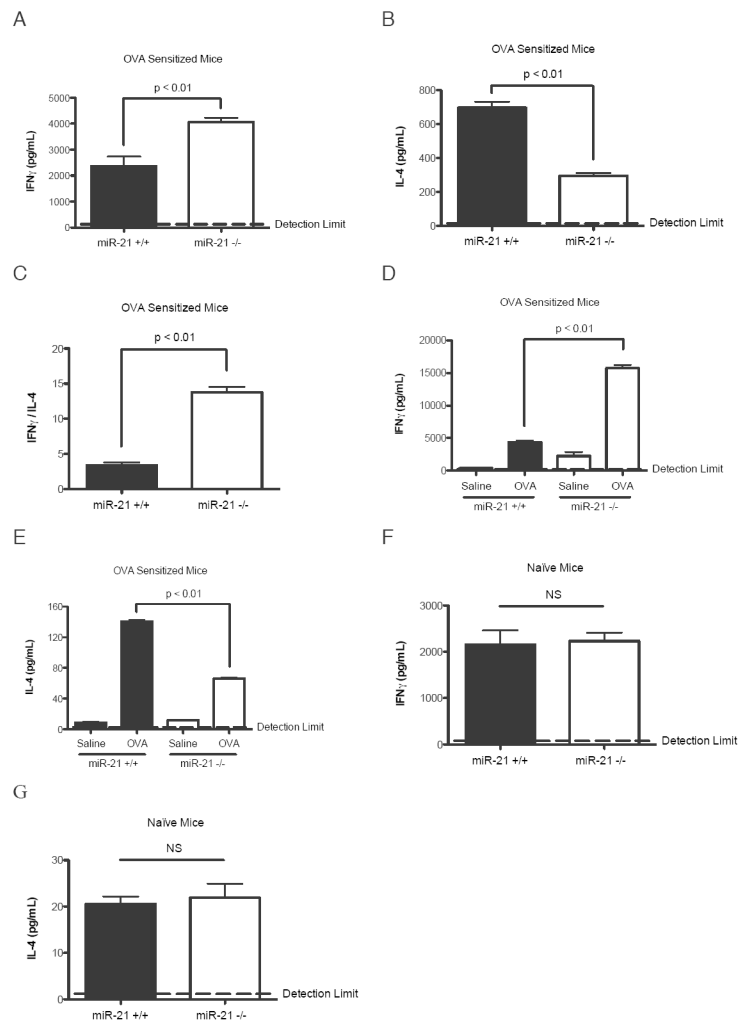 A
OVA Sensitized Mice
p < 0.01
IFNγ (pg/mL)
5000
4000
3000
2000
1000
0
Detection Limit
miR-21 +/+
miR-21 -/-
B
OVA Sensitized Mice
p < 0.01
IL-4 (pg/mL)
800
600
400
200
0
Detection Limit
miR-21 +/+
miR-21 -/-
C
OVA Sensitized Mice
p < 0.01
IFNγ / IL-4
20
15
10
5
0
miR-21 +/+
miR-21 -/-
D
OVA Sensitized Mice
p < 0.01
IFNγ (pg/mL)
20000
15000
10000
5000
0
Detection Limit
Saline
OVA
Saline
OVA
miR-21 +/+
miR-21 -/-
E
OVA Sensitized Mice
p < 0.01
IL-4 (pg/mL)
160
120
80
40
0
Detection Limit
Saline
OVA
Saline
OVA
miR-21 +/+
miR-21 -/-
F
Naïve Mice
NS
IFNγ (pg/mL)
3000
2000
1000
0
Detection Limit
miR-21 +/+
miR-21 -/-
G
Naïve Mice
NS
IL-4 (pg/mL)
30
20
10
0
Detection Limit
miR-21 +/+
miR-21 -/-